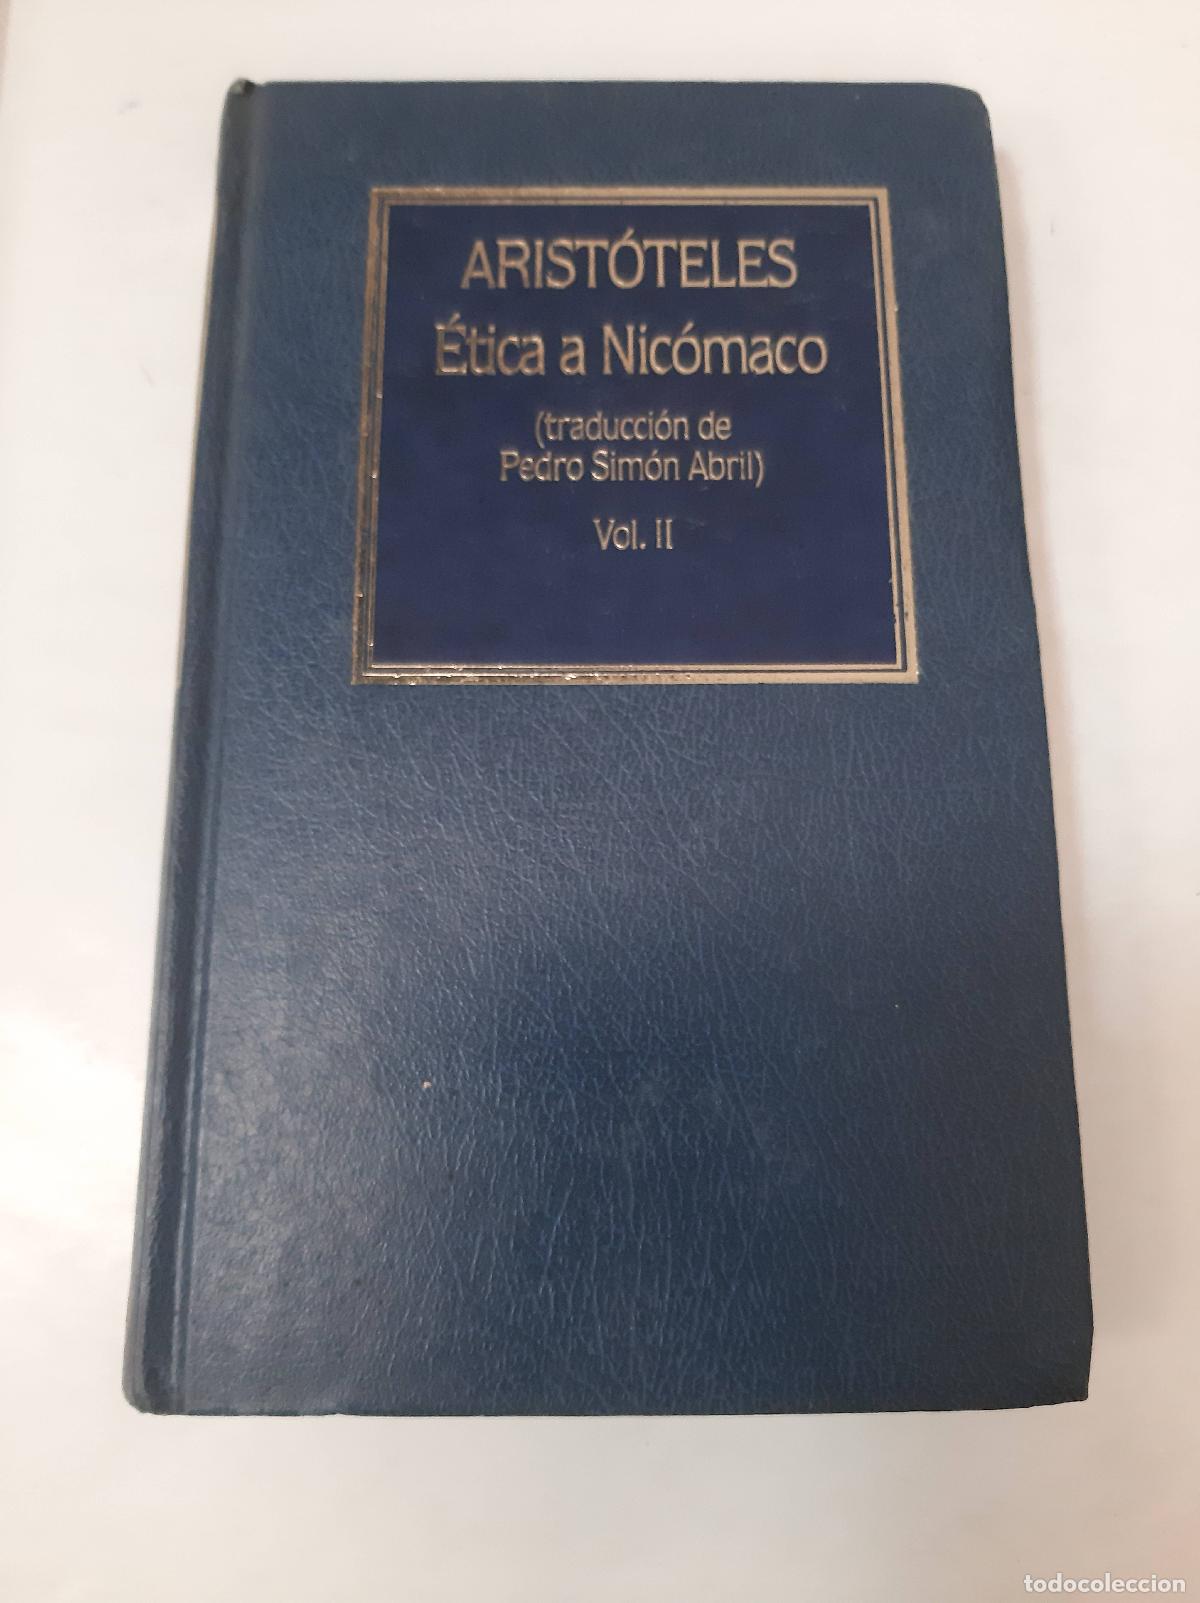 ARISTÓTELES
Ética a Nicómaco
(traducción de
Pedro Simón Abril)
Vol. II
todocoleccion